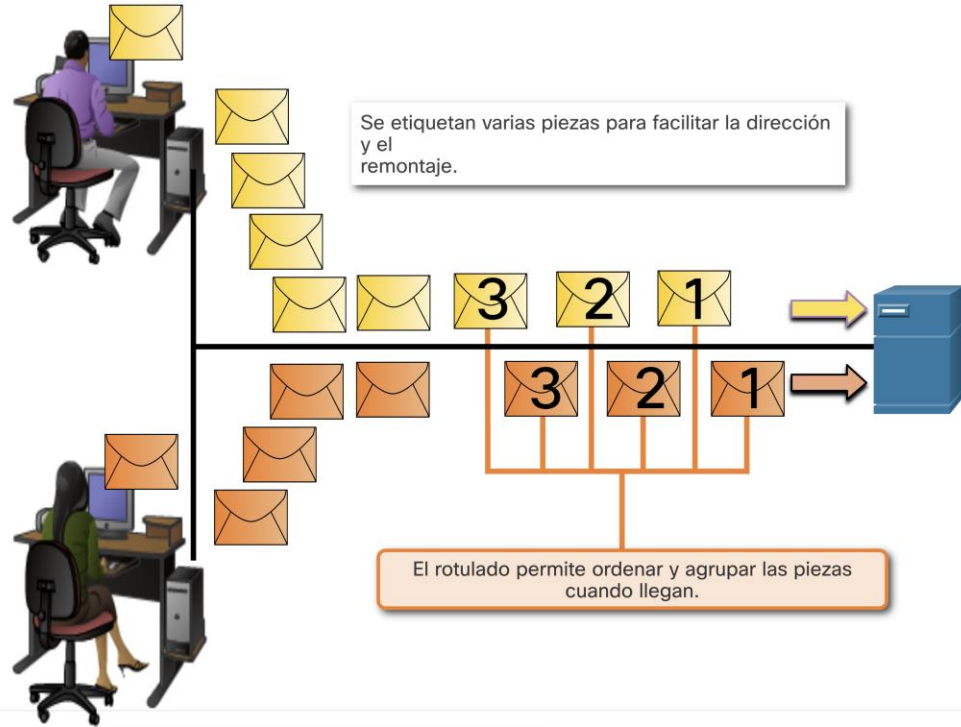 Se etiquetan varias piezas para facilitar la dirección
y el
remontaje.
3 2 1
3 2 1
El rotulado permite ordenar y agrupar las piezas
cuando llegan.